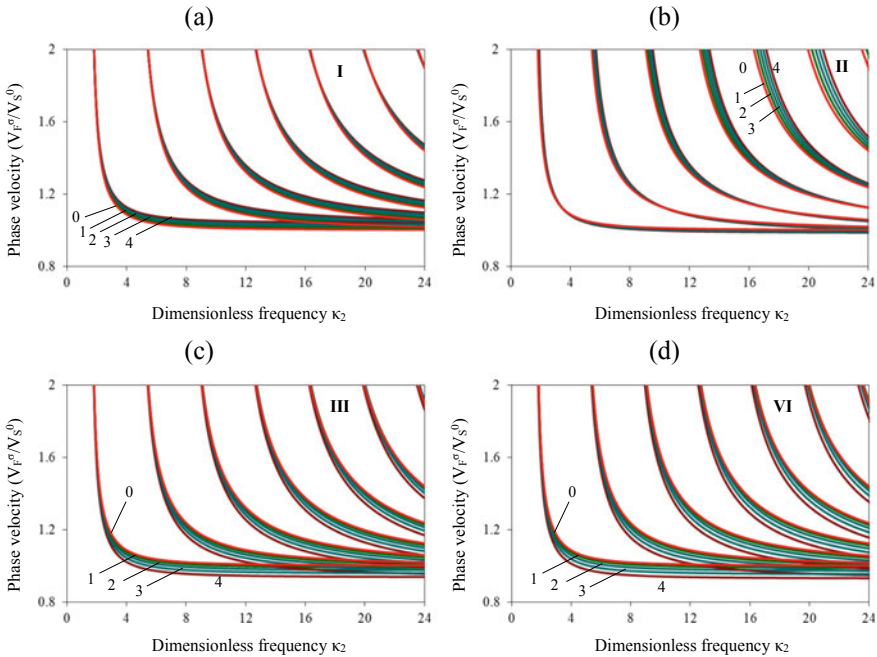 (a)
2
1.6
1.2
0.8
0 4 8 12 16 20 24
I
0
1
2
3
4
Phase velocity (V_F^σ/V_S^0)
Dimensionless frequency κ₂
(b)
2
1.6
1.2
0.8
0 4 8 12 16 20 24
0
4
II
1
2
3
Phase velocity (V_F^σ/V_S^0)
Dimensionless frequency κ₂
(c)
2
1.6
1.2
0.8
0 4 8 12 16 20 24
III
0
1
2
3
4
Phase velocity (V_F^σ/V_S^0)
Dimensionless frequency κ₂
(d)
2
1.6
1.2
0.8
0 4 8 12 16 20 24
VI
0
1
2
3
4
Phase velocity (V_F^σ/V_S^0)
Dimensionless frequency κ₂